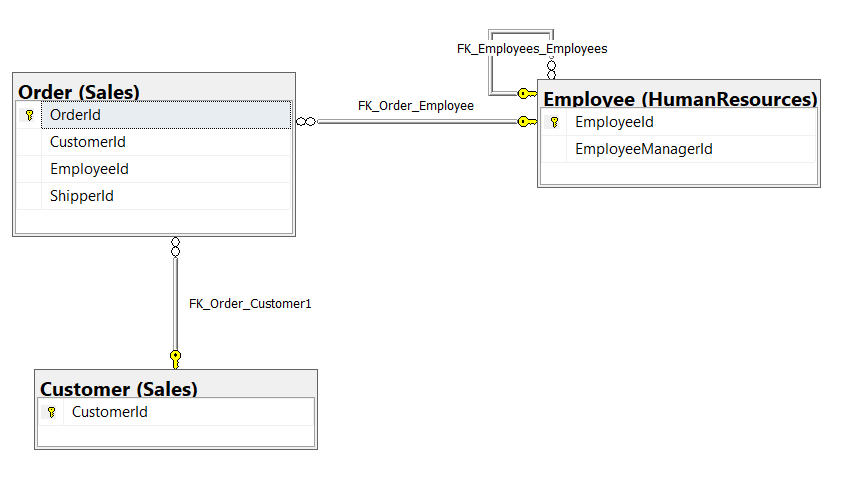 FK_Employees_Employees
Order (Sales)
OrderId
CustomerId
EmployeeId
ShipperId
FK_Order_Employee
Employee (HumanResources)
EmployeeId
EmployeeManagerId
FK_Order_Customer1
Customer (Sales)
CustomerId